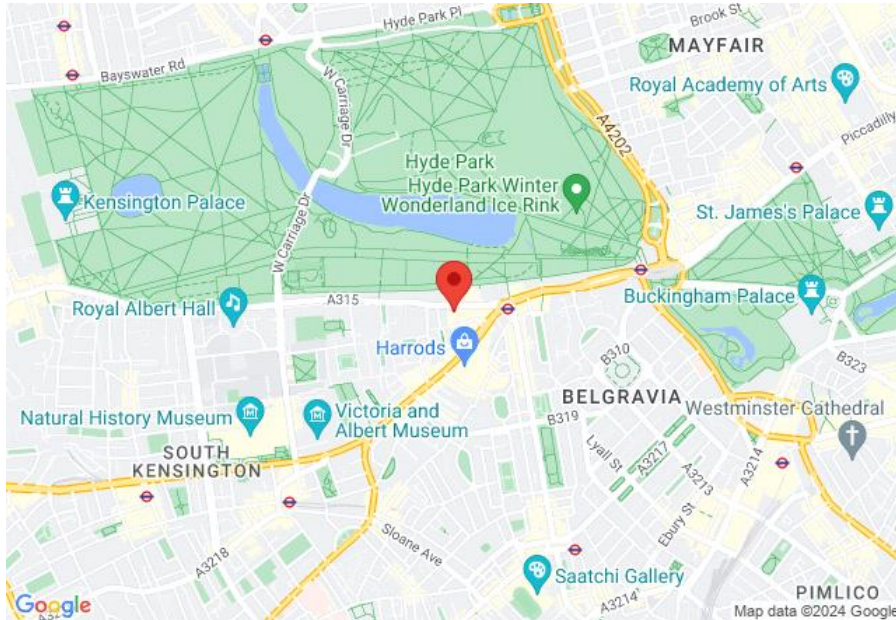 Hyde Park Pl
Brook St
MAYFAIR
Bayswater Rd
W Carriage Dr
Royal Academy of Arts
A4202
Piccadilly
Hyde Park
Hyde Park Winter
Wonderland Ice Rink
Kensington Palace
St. James's Palace
W Carriage Dr
A315
Royal Albert Hall
Buckingham Palace
Harrods
B310
B323
BELGRAVIA
Natural History Museum
Victoria and
Albert Museum
B319
Westminster Cathedral
SOUTH
KENSINGTON
Lyall St
A3217
A3214
A3213
Ebury St
Sloane Ave
A3218
Saatchi Gallery
A3214
PIMLICO
Google
Map data ©2024 Google